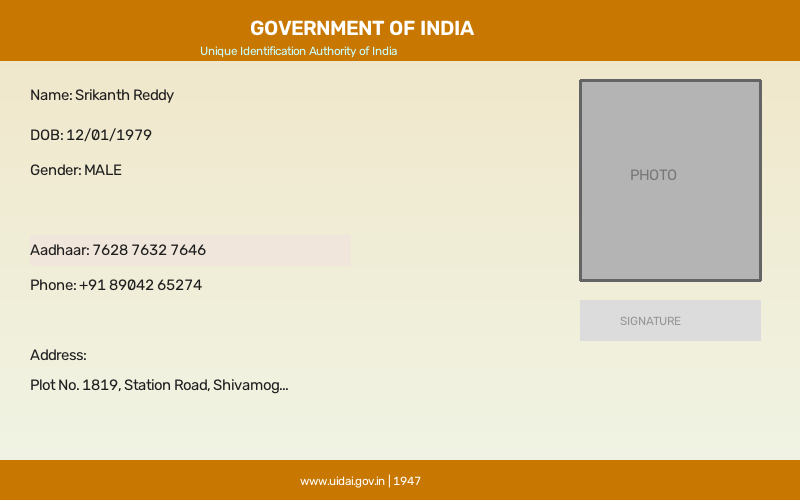 GOVERNMENT OF INDIA
Unique Identification Authority of India
Name: Srikanth Reddy
DOB: 12/01/1979
Gender: MALE
PHOTO
Aadhaar: 7628 7632 7646
Phone: +91 89042 65274
SIGNATURE
Address:
Plot No. 1819, Station Road, Shivamog...
www.uidai.gov.in | 1947